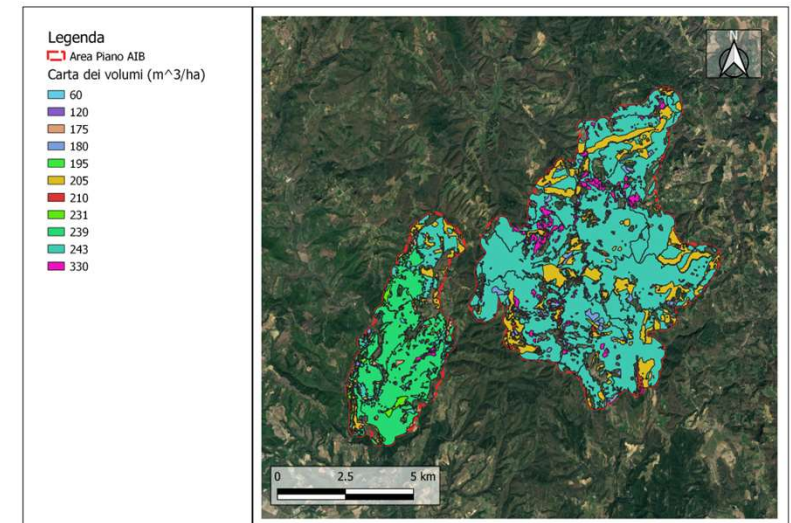 Legenda
Area Piano AIB
Carta dei volumi (m^3/ha)
60
120
175
180
195
205
210
231
239
243
330
N
0 2.5 5 km